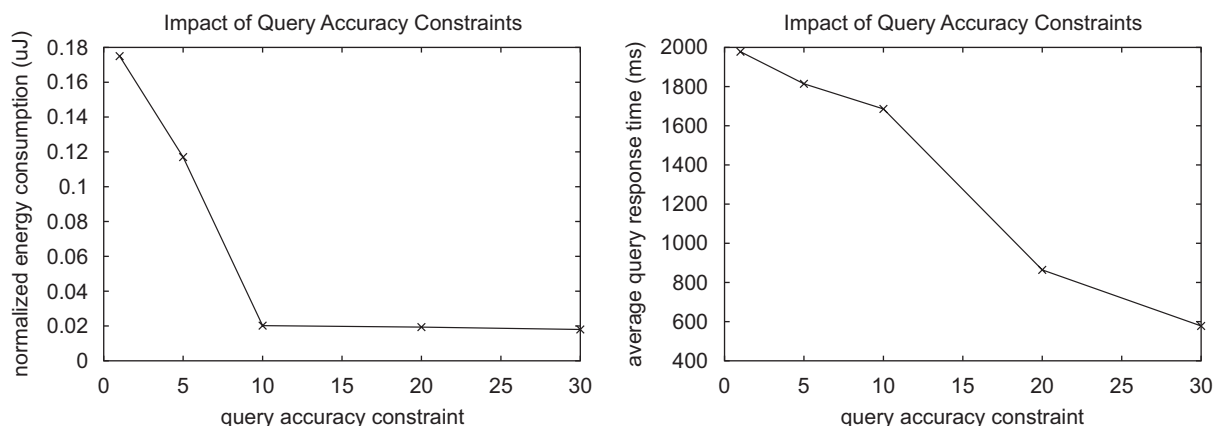 Impact of Query Accuracy Constraints
normalized energy consumption (uJ)
0.18
0.16
0.14
0.12
0.1
0.08
0.06
0.04
0.02
0
0 5 10 15 20 25 30
query accuracy constraint
Impact of Query Accuracy Constraints
average query response time (ms)
2000
1800
1600
1400
1200
1000
800
600
400
0 5 10 15 20 25 30
query accuracy constraint